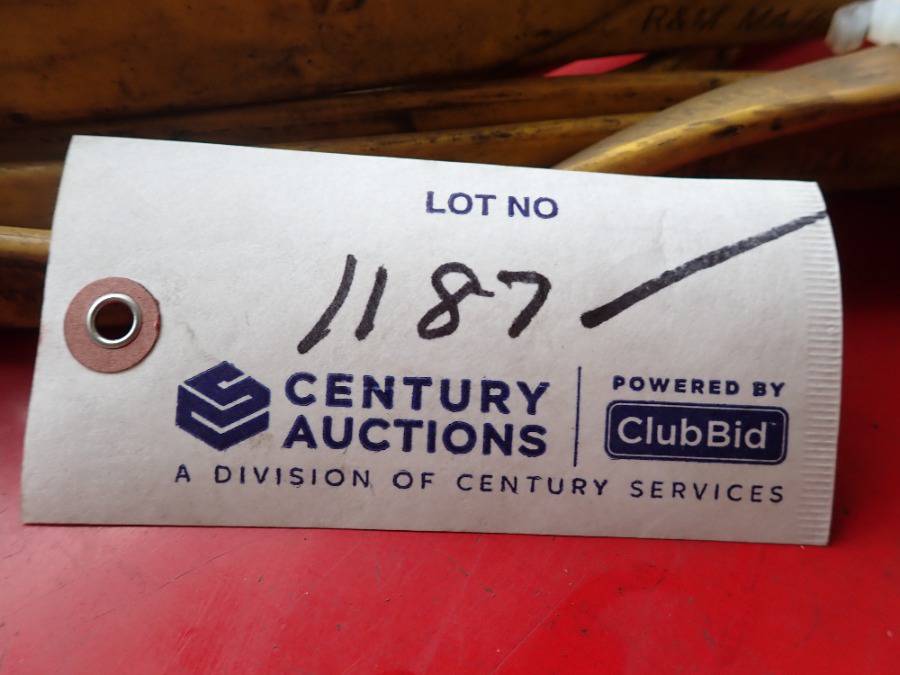 R&M
LOT NO
1187
CENTURY
AUCTIONS
POWERED BY
ClubBid
A DIVISION OF CENTURY SERVICES